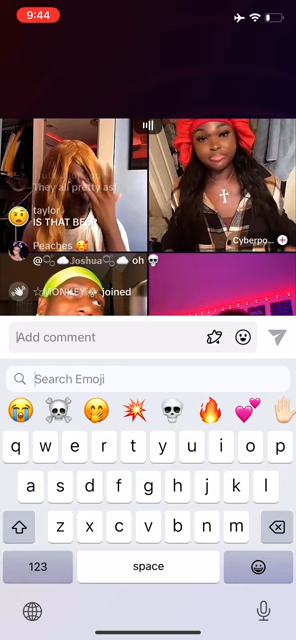 9:44
They all pretty asf
taylor
IS THAT BEE
Peaches 🥰
@ Joshua oh 💀
☆MONKEY joined
Cyberpo...
Add comment
Search Emoji
q w e r t y u i o p
a s d f g h j k l
z x c v b n m
123
space